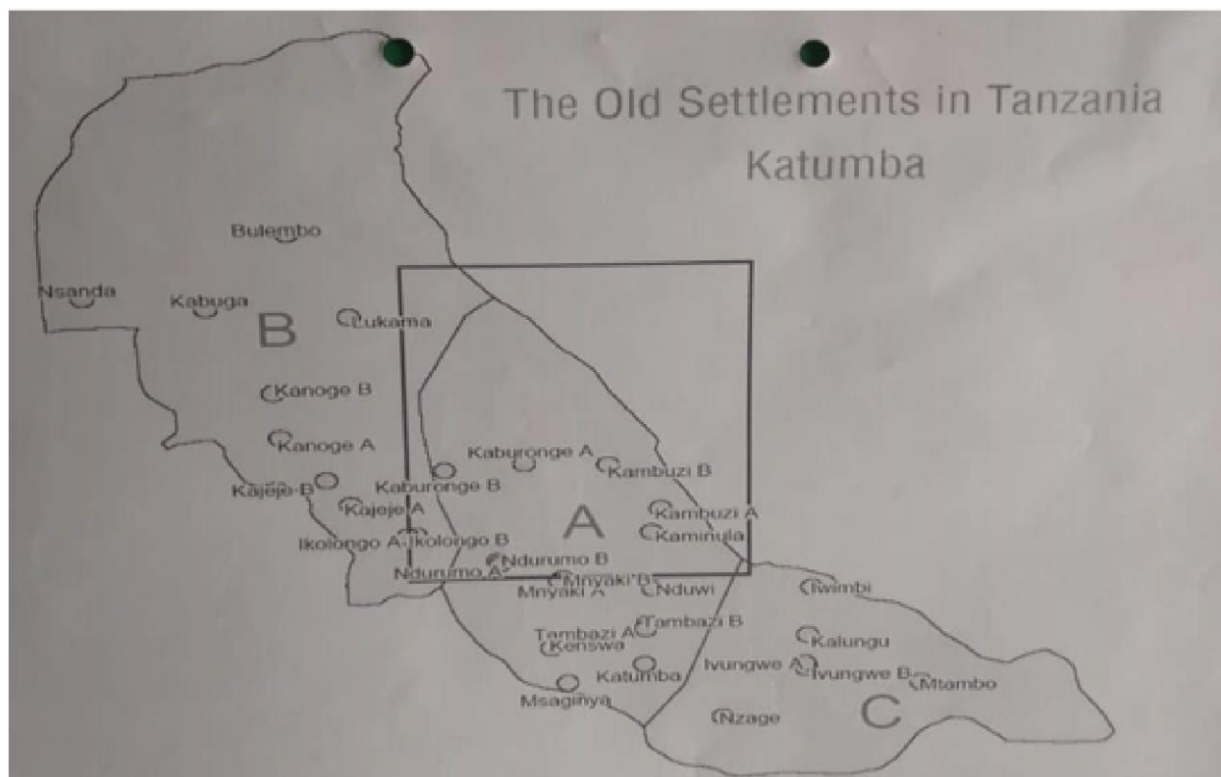 The Old Settlements in Tanzania
Katumba
Bulembo
Nsanda
Kabuga
B
Lukama
Kanoge B
Kanoge A
Kaburonge A
Kambuzi B
Kajeje B
Kaburonge B
Kajeje A
A
Kambuzi A
Kaminula
Ikolongo A
Ikolongo B
Ndurumo B
Ndurumo A
Mnyaki B
Mnyaki A
Nduwi
Iwimbi
Tambazi B
Tambazi A
Kalungu
Kenswa
Katumba
Ivungwe A
Ivungwe B
Mtambo
Msaginya
Nzage
C